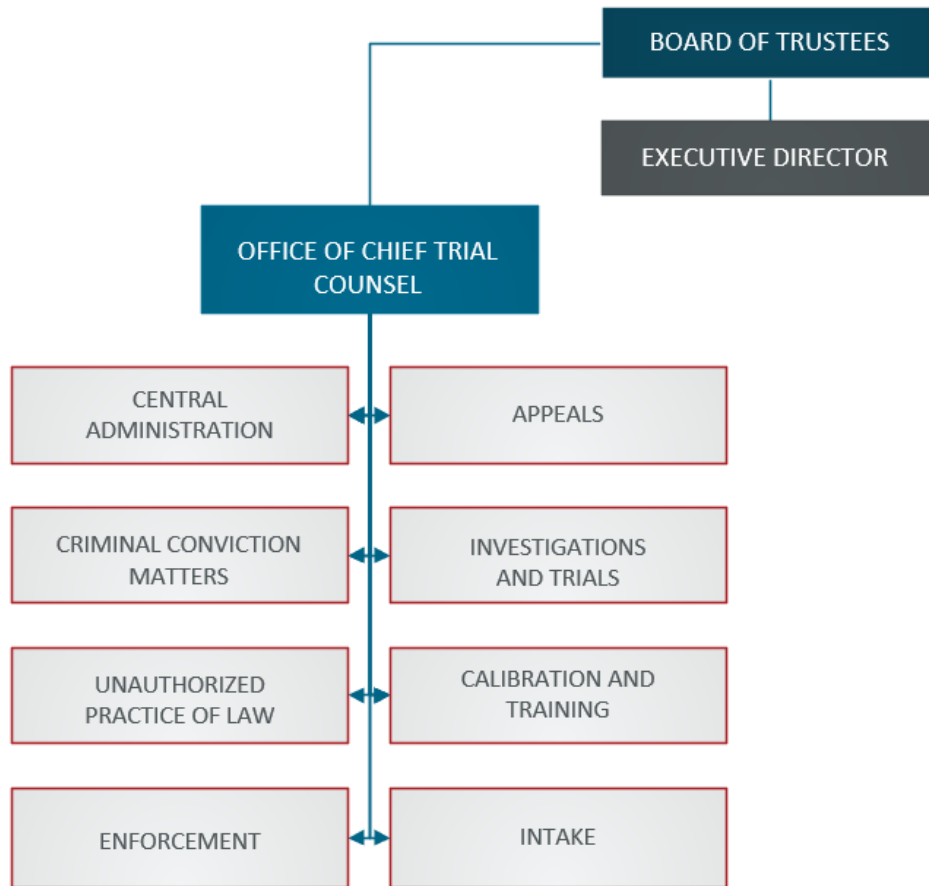 BOARD OF TRUSTEES
EXECUTIVE DIRECTOR
OFFICE OF CHIEF TRIAL
COUNSEL
CENTRAL
ADMINISTRATION
APPEALS
CRIMINAL CONVICTION
MATTERS
INVESTIGATIONS
AND TRIALS
UNAUTHORIZED
PRACTICE OF LAW
CALIBRATION AND
TRAINING
ENFORCEMENT
INTAKE